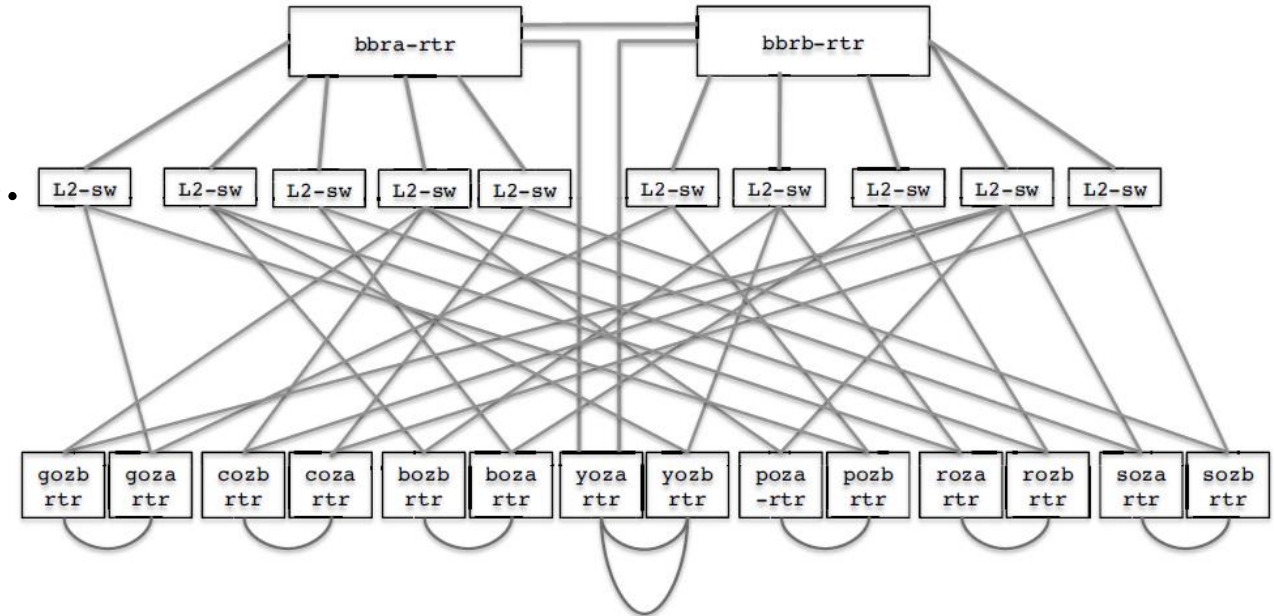 bbra-rtr bbrb-rtr
L2-sw L2-sw L2-sw L2-sw L2-sw L2-sw L2-sw L2-sw L2-sw L2-sw
gozb goza cozb coza bozb boza yoza yozb poza pozb roza rozb soza sozb
rtr rtr rtr rtr rtr rtr rtr rtr -rtr rtr rtr rtr rtr rtr